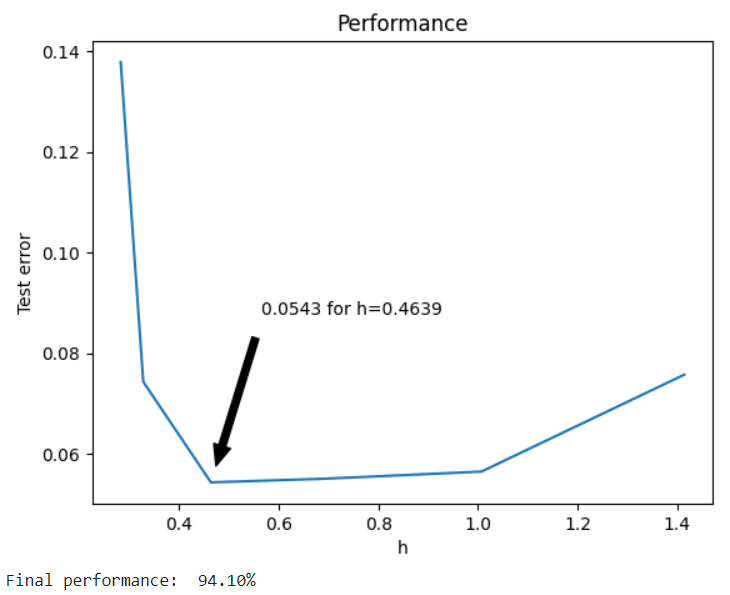 Performance
0.14
0.12
0.10
0.08
0.06
Test error
0.0543 for h=0.4639
0.4 0.6 0.8 1.0 1.2 1.4
h
Final performance:  94.10%